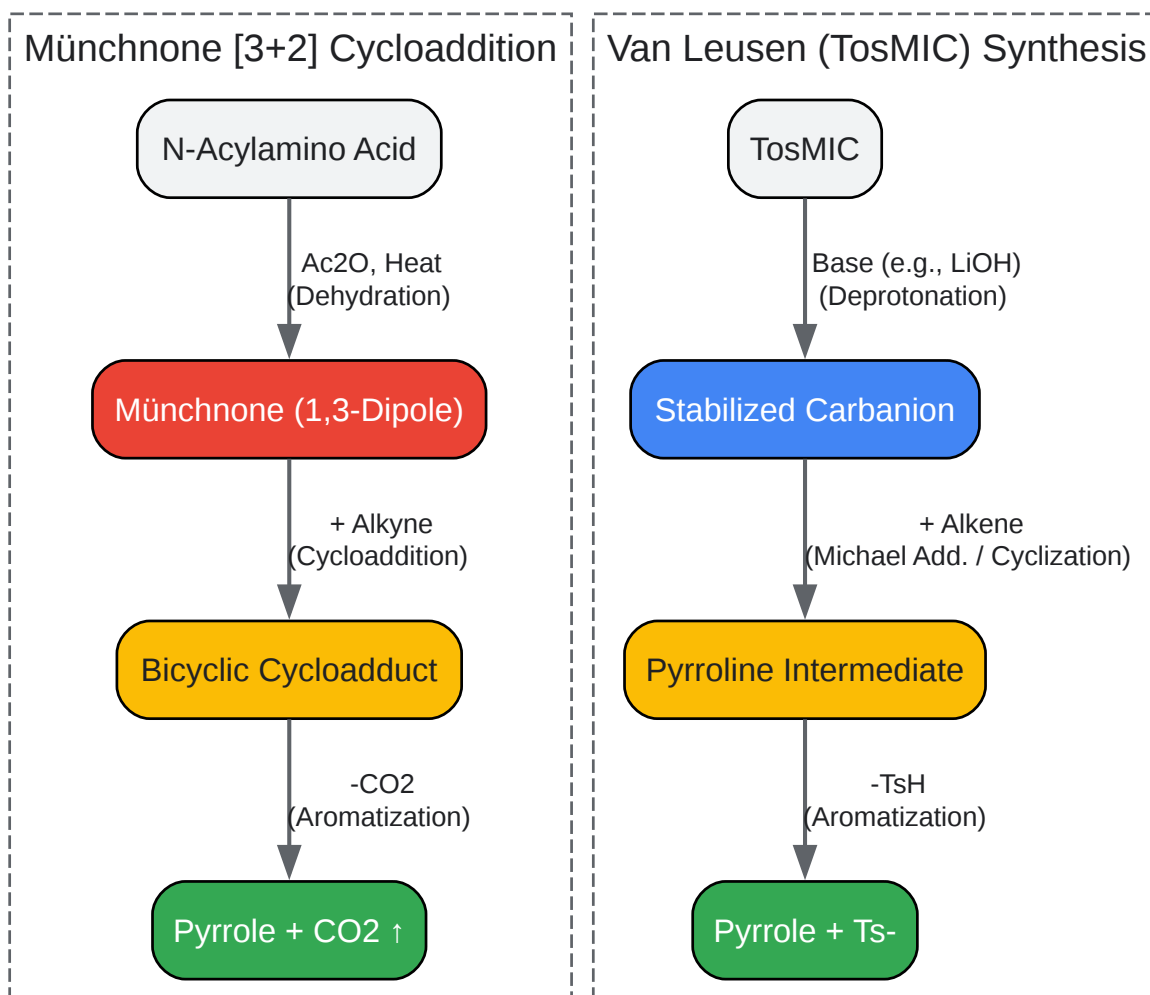 Münchnone [3+2] Cycloaddition
N-Acylamino Acid
Ac2O, Heat
(Dehydration)
Münchnone (1,3-Dipole)
+ Alkyne
(Cycloaddition)
Bicyclic Cycloadduct
-CO2
(Aromatization)
Pyrrole + CO2 ↑
Van Leusen (TosMIC) Synthesis
TosMIC
Base (e.g., LiOH)
(Deprotonation)
Stabilized Carbanion
+ Alkene
(Michael Add. / Cyclization)
Pyrroline Intermediate
-TsH
(Aromatization)
Pyrrole + Ts-